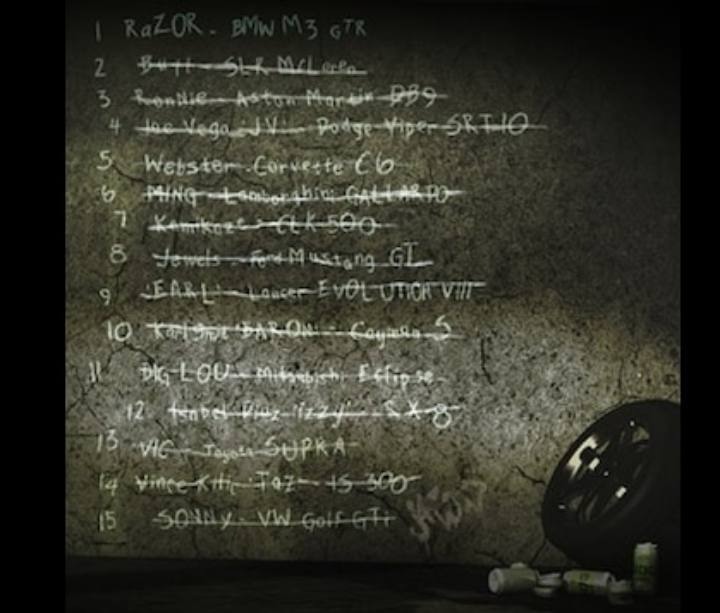 1 RaZOR - BMW M3 GTR
2 Bull - SLR McLaren
3 RonNie - Aston Martin DB9
4 Joe Vega 'JV' - Dodge Viper SRT10
5 Webster - Corvette C6
6 MING - Lamborghini GALLARDO
7 Kamikaze - CLK 500
8 Jewels - Ford Mustang GT
9 'EARL' - Lancer EVOLUTION VIII
10 'BARON' - Cayman S
11 BIG LOU - Mitsubishi Eclipse
12 Isabel Diaz 'izzy' - RX 8
13 VIC - Toyota SUPRA
14 Vince Kilic 'Taz' - IS 300
15 SONNY - VW Golf GTi